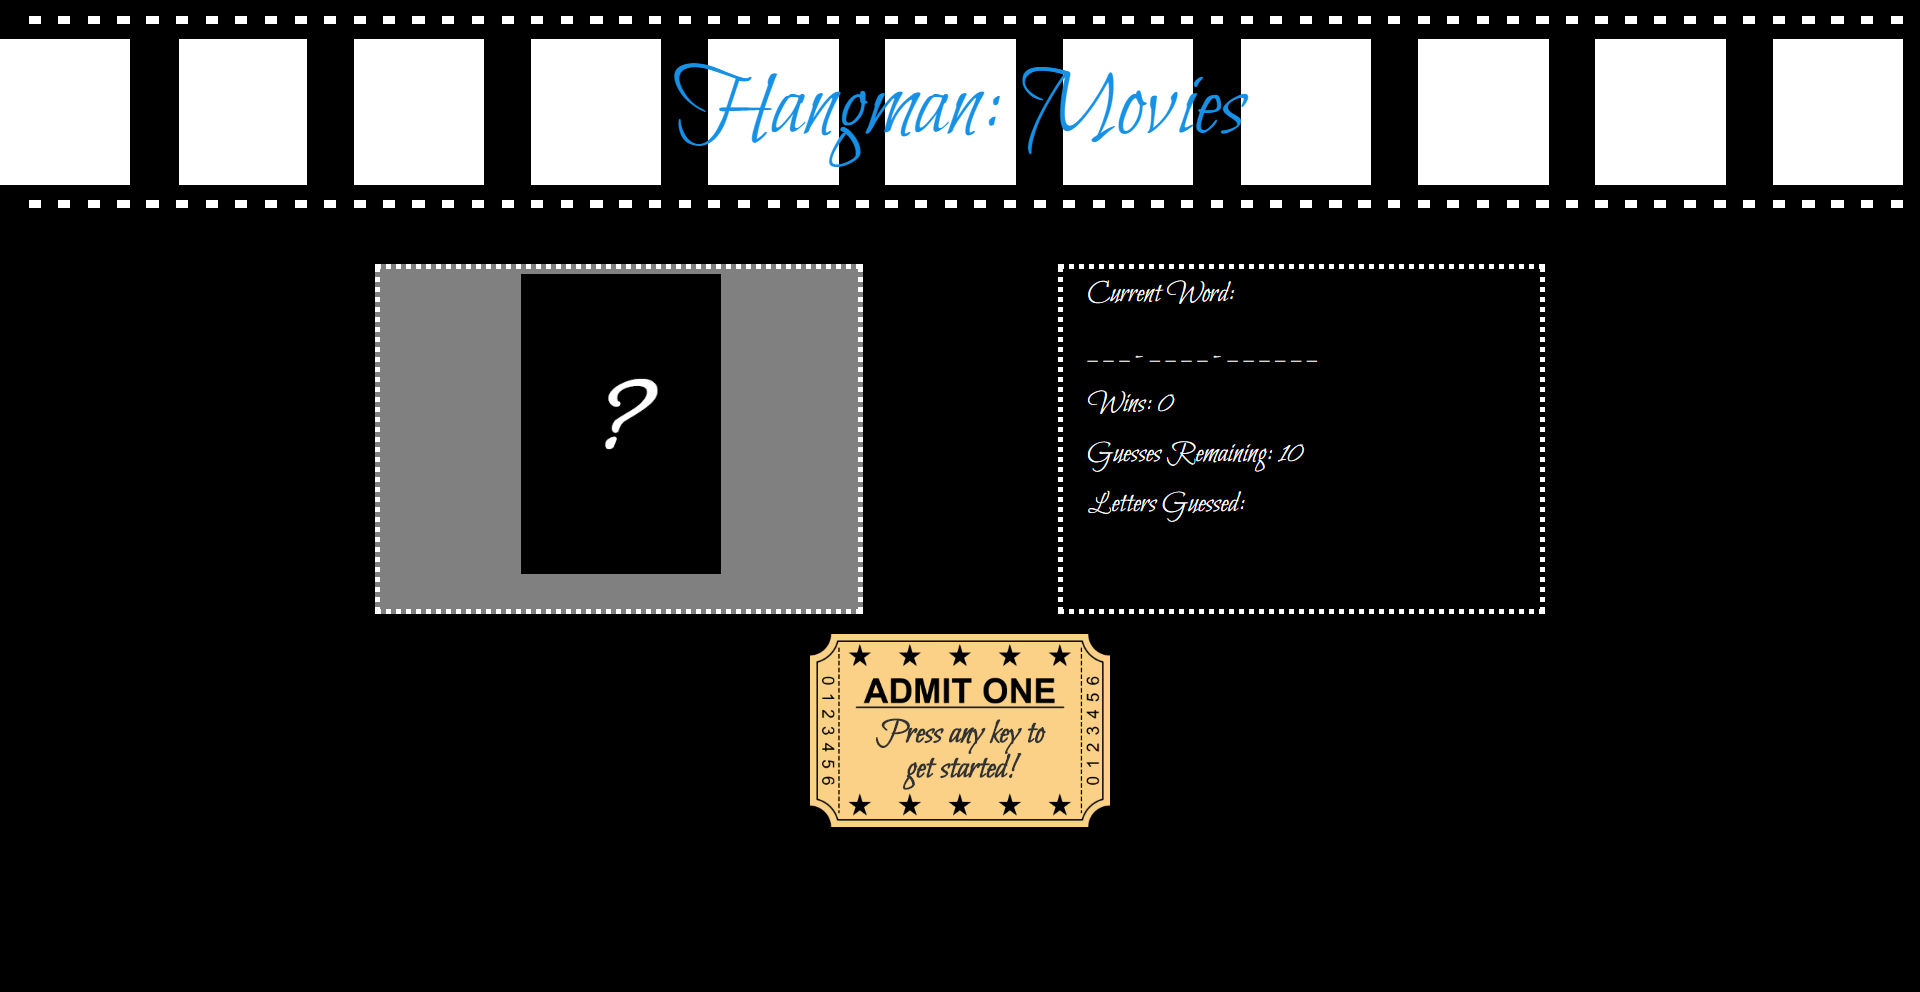 Hangman: Movies
?
Current Word:
_ _ _ - _ _ _ _ - _ _ _ _ _ _
Wins: 0
Guesses Remaining: 10
Letters Guessed:
ADMIT ONE
Press any key to
get started!
0 1 2 3 4 5 6
0 1 2 3 4 5 6